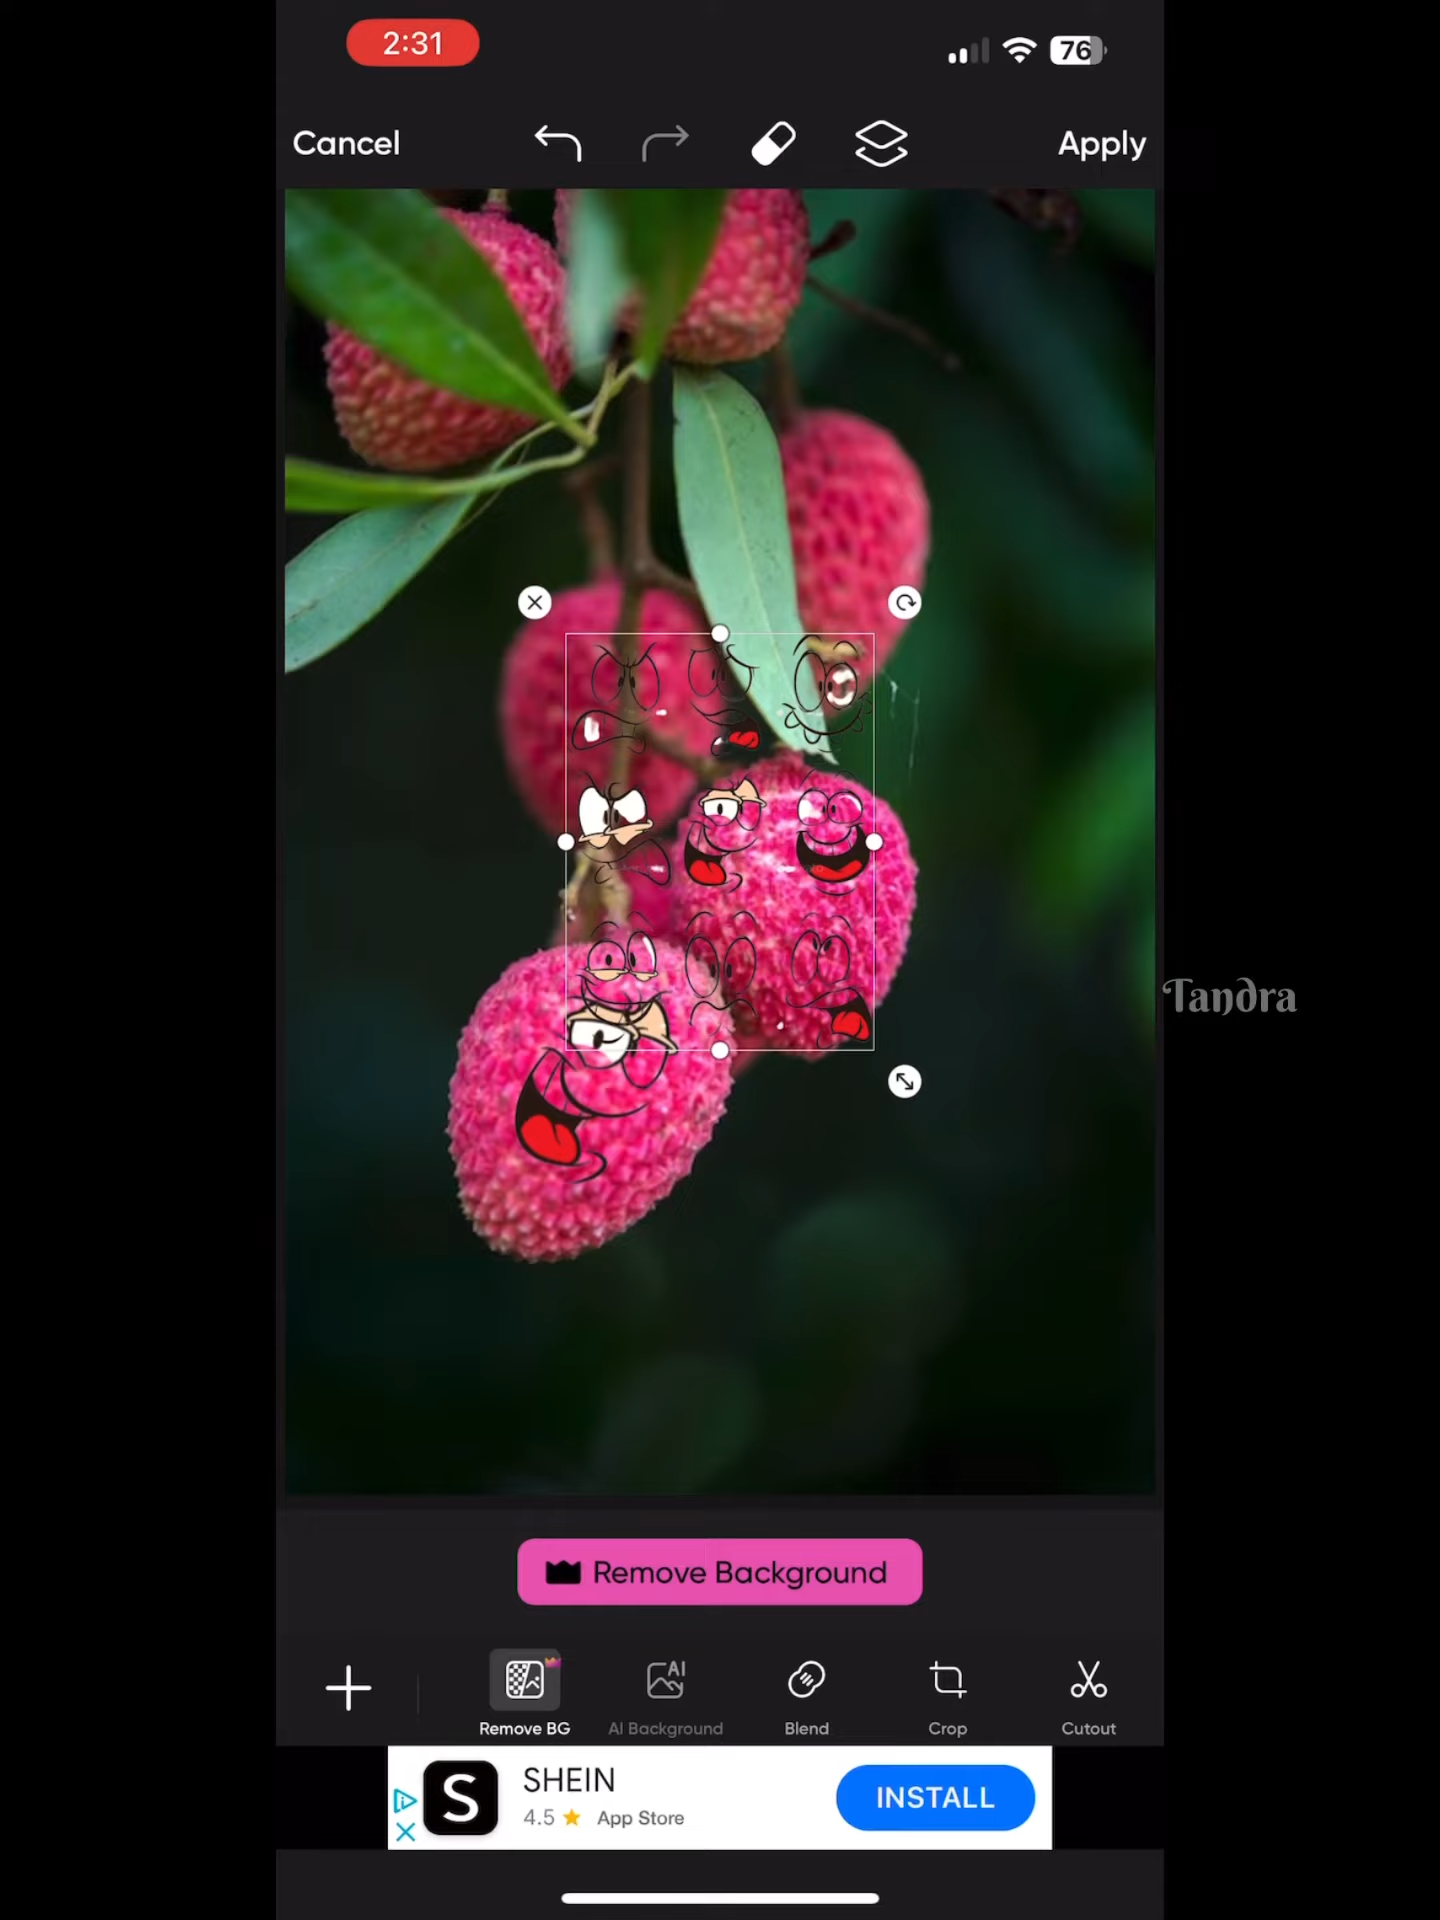 2:31
76
Cancel
Apply
Tandra
Remove Background
AI
Remove BG
AI Background
Blend
Crop
Cutout
S
SHEIN
4.5 ★ App Store
INSTALL